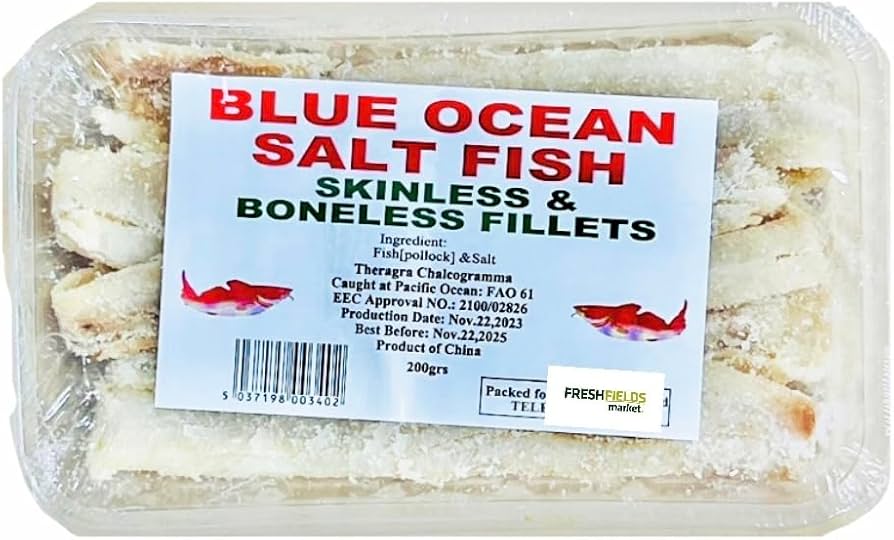 BLUE OCEAN
SALT FISH
SKINLESS &
BONELESS FILLETS
Ingredient:
Fish[pollock] &Salt
Theragra Chalcogramma
Caught at Pacific Ocean: FAO 61
EEC Approval NO.: 2100/02826
Production Date: Nov.22,2023
Best Before: Nov.22,2025
Product of China
200grs
5 037198 003402
Packed fo
TELE
FRESHFIELDS
market.